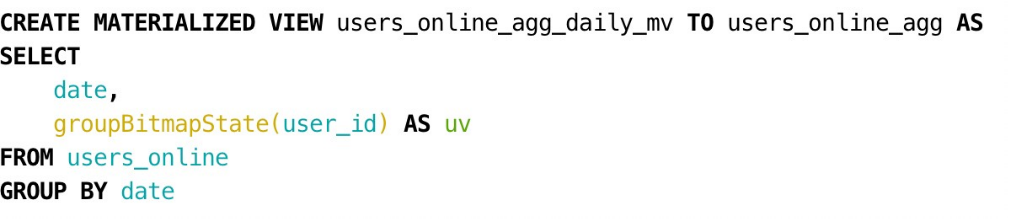 CREATE MATERIALIZED VIEW users_online_agg_daily_mv TO users_online_agg AS
SELECT
    date,
    groupBitmapState(user_id) AS uv
FROM users_online
GROUP BY date